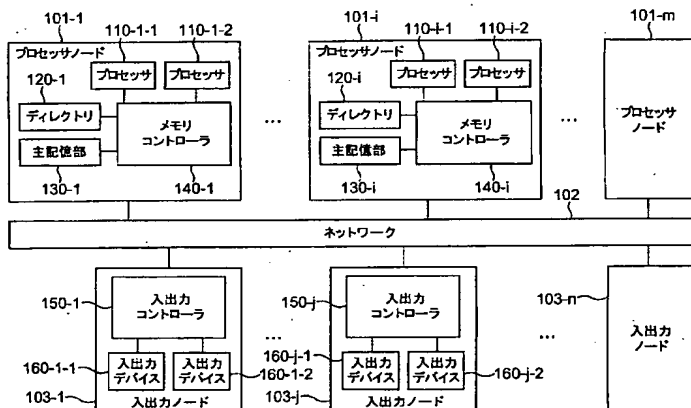 101-1
110-1-1
110-1-2
101-i
110-i-1
110-i-2
101-m
プロセッサノード
プロセッサ
プロセッサ
120-1
ディレクトリ
主記憶部
メモリ
コントローラ
130-1
140-1
...
プロセッサノード
プロセッサ
プロセッサ
120-i
ディレクトリ
主記憶部
メモリ
コントローラ
130-i
140-i
...
プロセッサ
ノード
102
ネットワーク
150-1
入出力
コントローラ
160-1-1
入出力
デバイス
入出力
デバイス
160-1-2
103-1
入出力ノード
...
150-j
入出力
コントローラ
160-j-1
入出力
デバイス
入出力
デバイス
160-j-2
103-j
入出力ノード
...
103-n
入出力
ノード